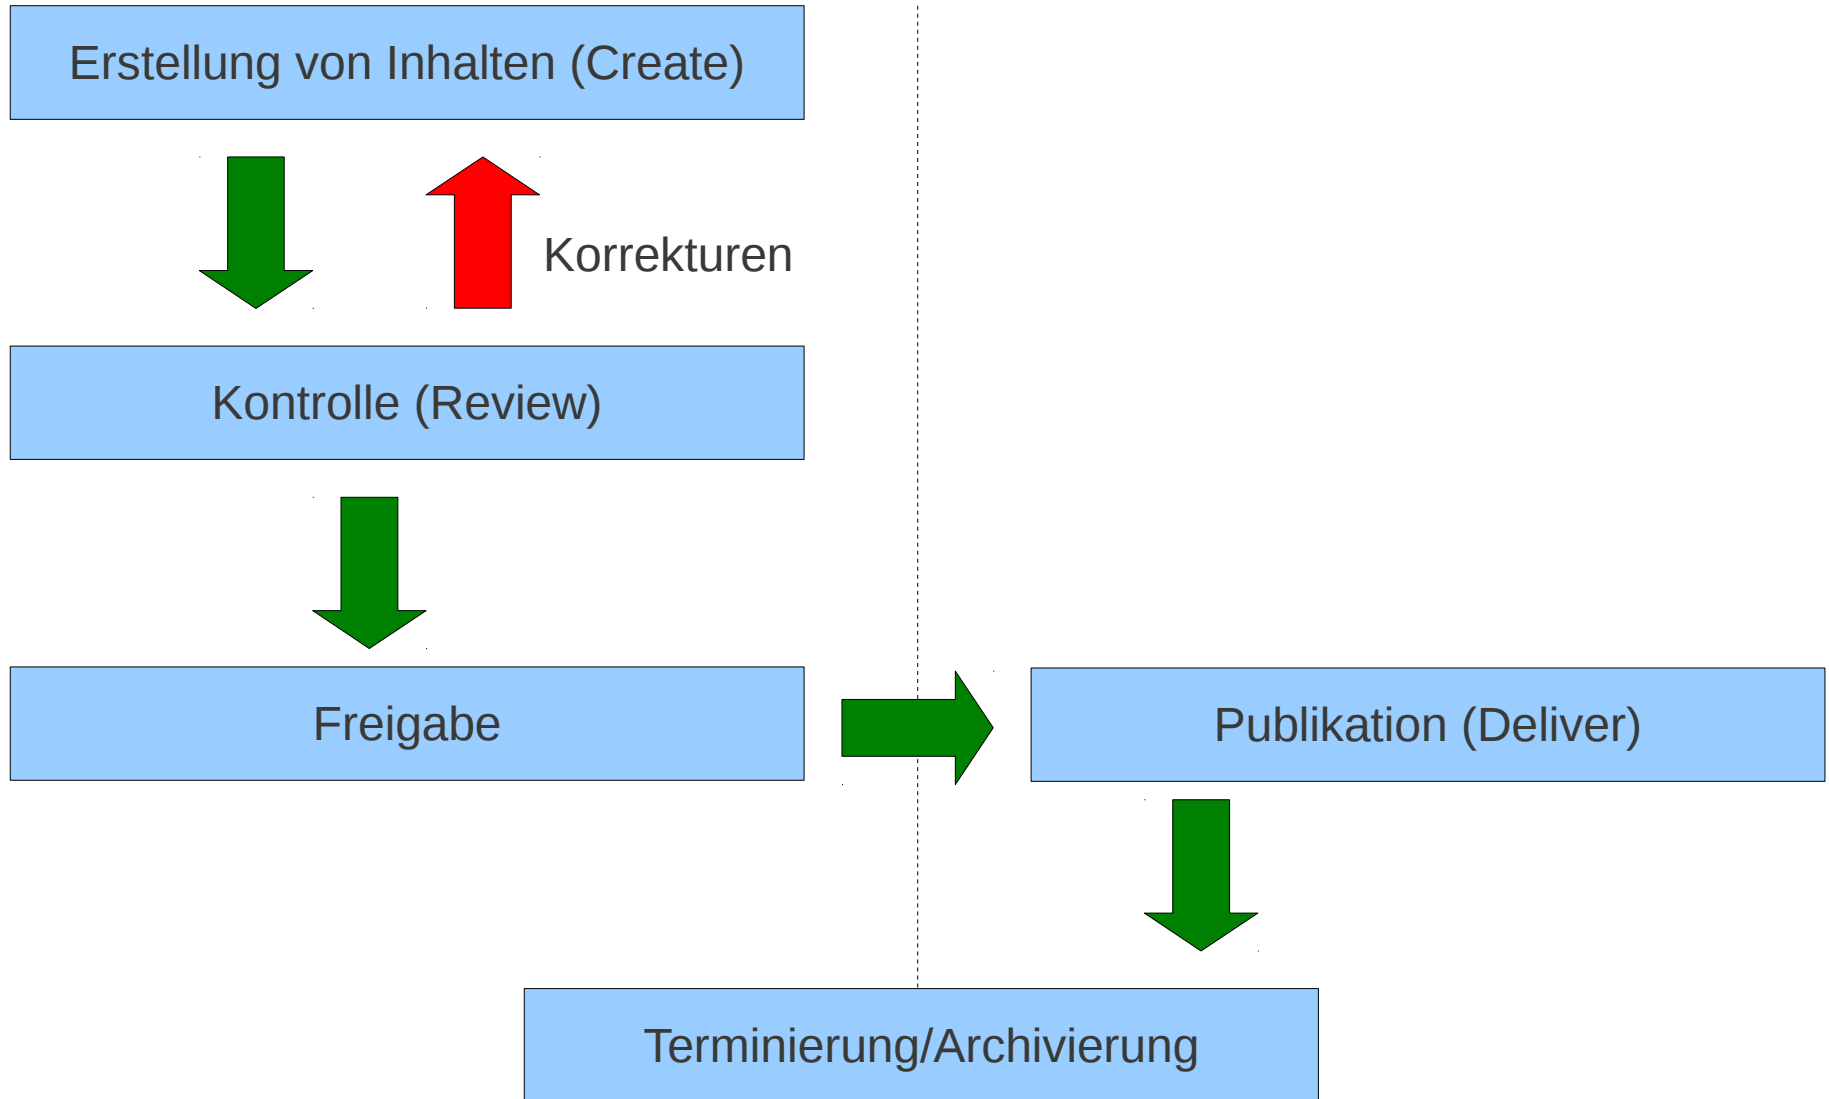 Erstellung von Inhalten (Create)
Korrekturen
Kontrolle (Review)
Freigabe
Publikation (Deliver)
Terminierung/Archivierung